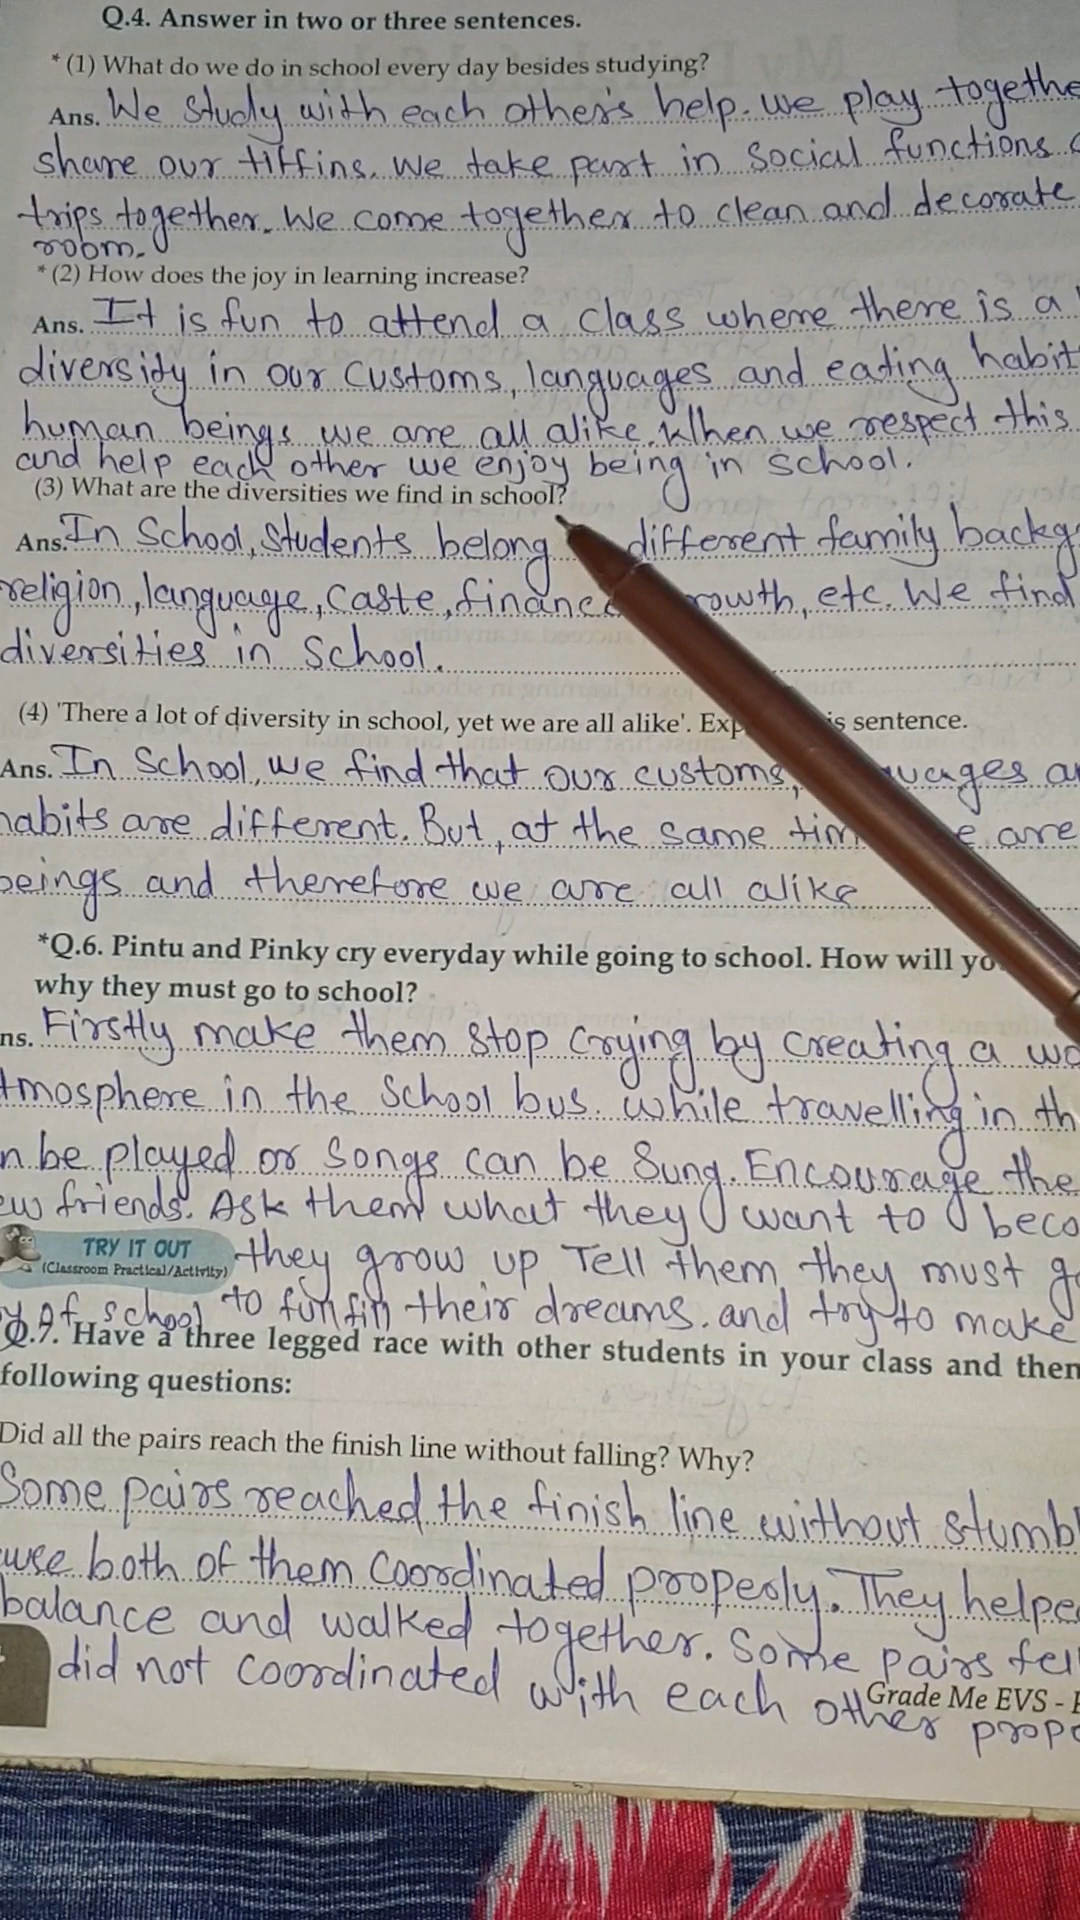 Q.4. Answer in two or three sentences.
* (1) What do we do in school every day besides studying?
Ans. We study with each other's help. we play togethe
share our tiffins. We take part in social functions
trips together. We come together to clean and decorate
room.
* (2) How does the joy in learning increase?
Ans. It is fun to attend a class where there is a
diversity in our customs, languages and eating habit
human beings we are all alike. When we respect this
and help each other we enjoy being in school.
(3) What are the diversities we find in school?
Ans. In School, Students belong different family backg
religion, language, Caste, financ rowth, etc. We find
diversities in School.
(4) 'There a lot of diversity in school, yet we are all alike'. Exp is sentence.
Ans. In School, we find that our customs, uages a
habits are different. But, at the same tim e are
beings and therefore we are all alike
*Q.6. Pintu and Pinky cry everyday while going to school. How will yo
why they must go to school?
ns. Firstly make them stop crying by creating a wa
tmosphere in the School bus. while travelling in th
n be played or Songs can be Sung. Encourage the
ew friends. Ask them what they want to beco
TRY IT OUT they grow up Tell them they must g
(Classroom Practical/Activity)
of school to fulfill their dreams. and try to make
Q.7. Have a three legged race with other students in your class and then
following questions:
Did all the pairs reach the finish line without falling? Why?
Some pairs reached the finish line without stumbl
use both of them Coordinated properly. They helpe
balance and walked together. Some pairs fel
did not coordinated with each other prope
Grade Me EVS -